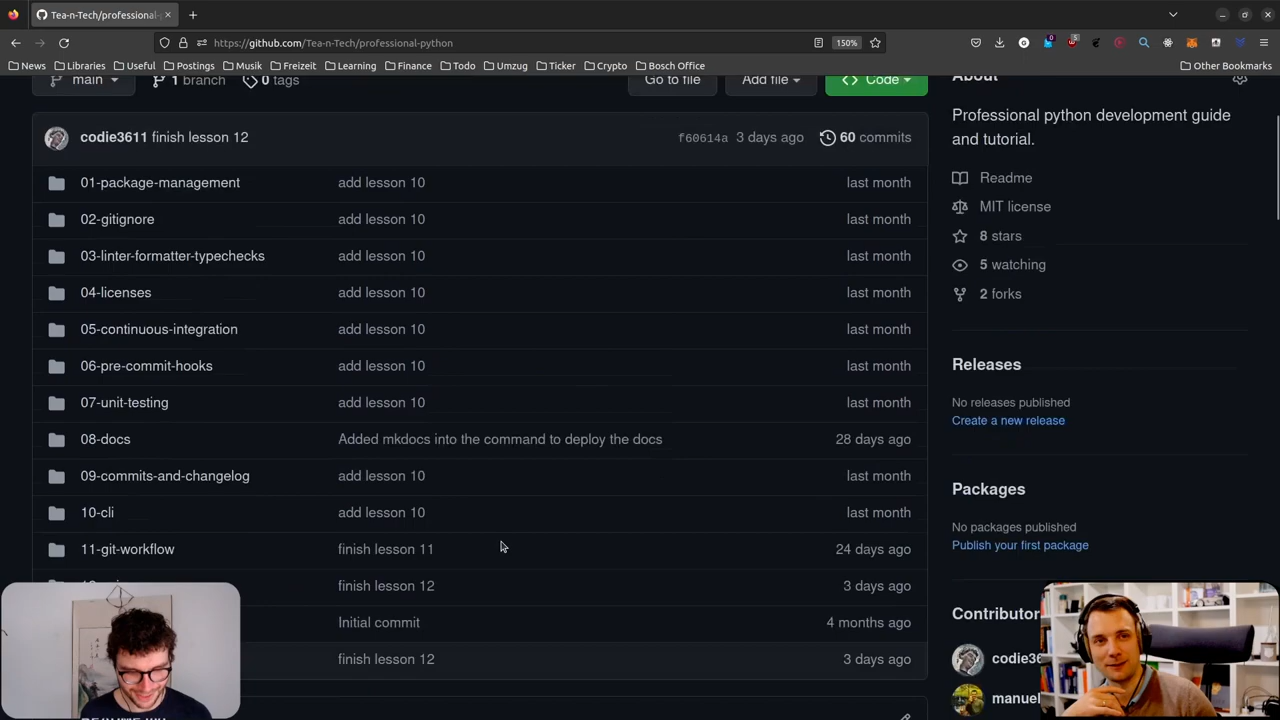 Tea-n-Tech/professional-
https://github.com/Tea-n-Tech/professional-python
150%
News
Libraries
Useful
Postings
Musik
Freizeit
Learning
Finance
Todo
Umzug
Ticker
Crypto
Bosch Office
Other Bookmarks
main
1 branch
0 tags
Go to file
Add file
Code
About
codie3611 finish lesson 12
f60614a 3 days ago
60 commits
01-package-management add lesson 10 last month
02-gitignore add lesson 10 last month
03-linter-formatter-typechecks add lesson 10 last month
04-licenses add lesson 10 last month
05-continuous-integration add lesson 10 last month
06-pre-commit-hooks add lesson 10 last month
07-unit-testing add lesson 10 last month
08-docs Added mkdocs into the command to deploy the docs 28 days ago
09-commits-and-changelog add lesson 10 last month
10-cli add lesson 10 last month
11-git-workflow finish lesson 11 24 days ago
finish lesson 12 3 days ago
Initial commit 4 months ago
finish lesson 12 3 days ago
Professional python development guide
and tutorial.
Readme
MIT license
8 stars
5 watching
2 forks
Releases
No releases published
Create a new release
Packages
No packages published
Publish your first package
Contributor
codie36
manuel